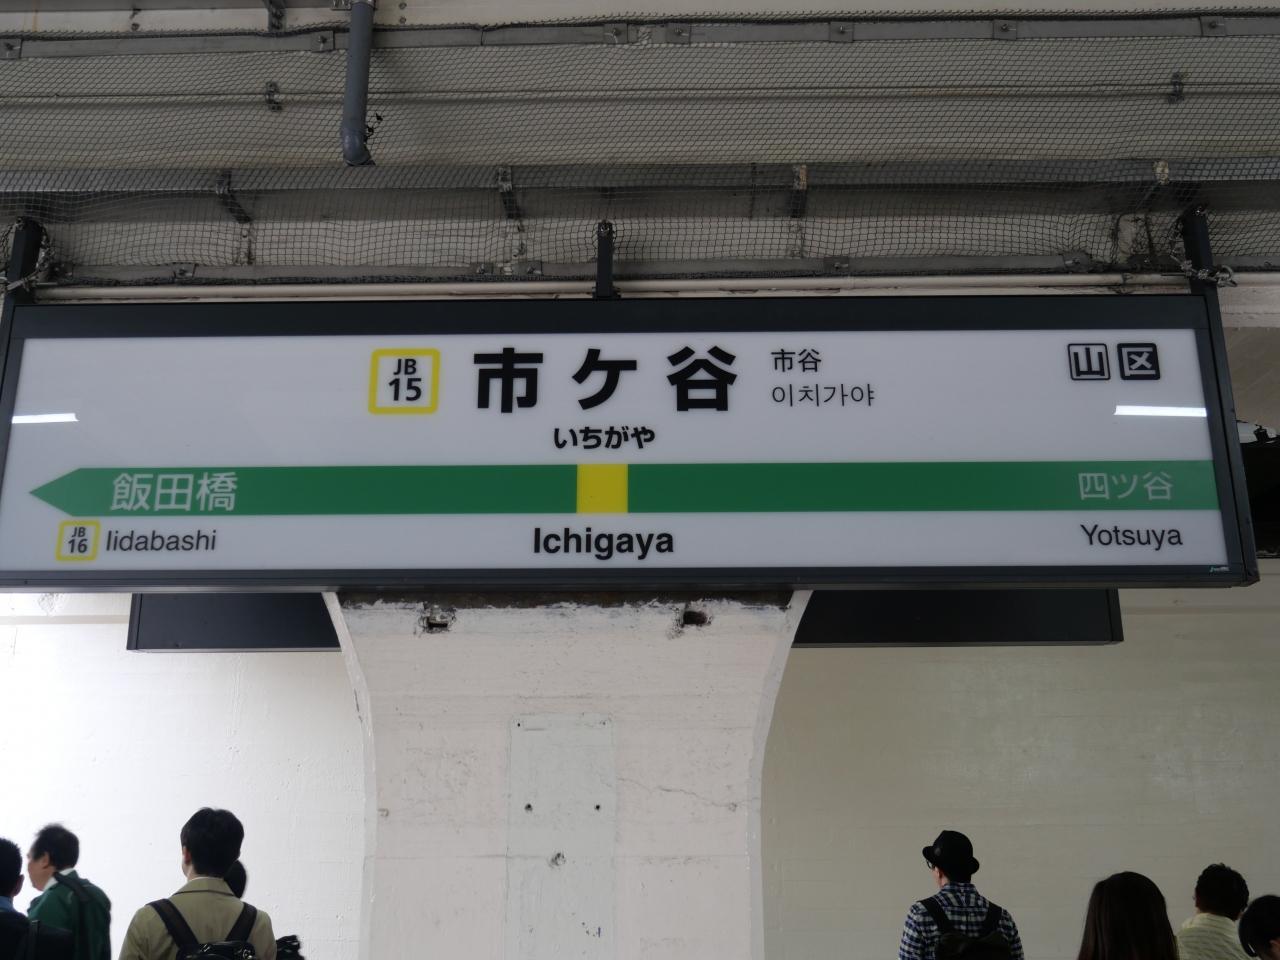 JB
15
市ケ谷
いちがや
市谷
이치가야
山 区
飯田橋
四ツ谷
JB
16
Iidabashi
Ichigaya
Yotsuya